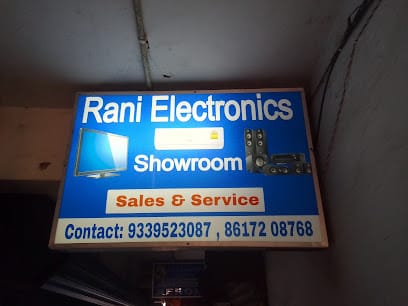 Rani Electronics
Showroom
Sales & Service
Contact: 9339523087 , 86172 08768